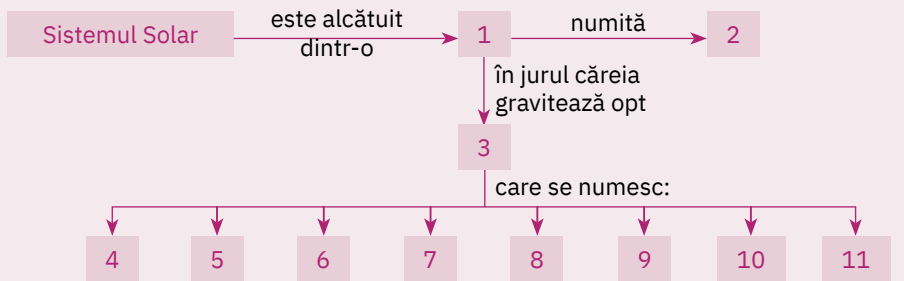 Sistemul Solar
este alcătuit
dintr-o
1
numită
2
în jurul căreia
gravitează opt
3
care se numesc:
4 5 6 7 8 9 10 11